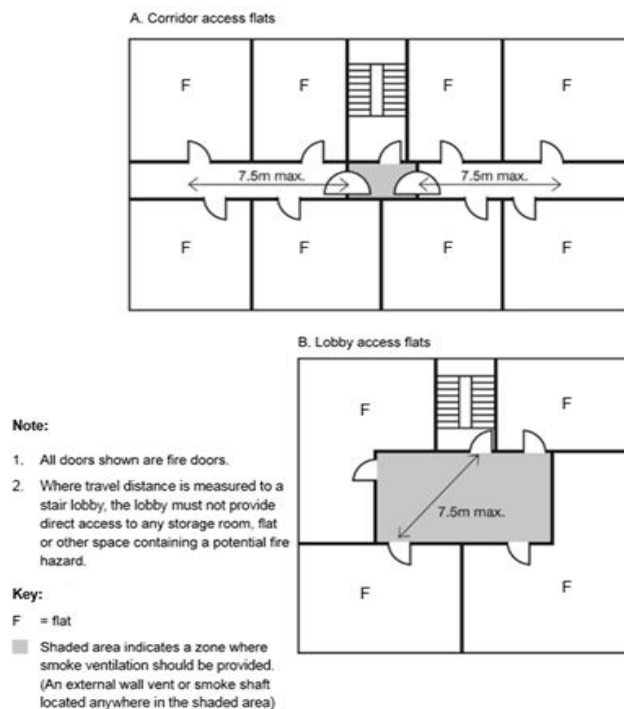 A. Corridor access flats
F
F
F
F
7.5m max.
7.5m max.
F
F
F
F
B. Lobby access flats
F
F
7.5m max.
F
F
Note:
1. All doors shown are fire doors.
2. Where travel distance is measured to a
stair lobby, the lobby must not provide
direct access to any storage room, flat
or other space containing a potential fire
hazard.
Key:
F = flat
Shaded area indicates a zone where
smoke ventilation should be provided.
(An external wall vent or smoke shaft
located anywhere in the shaded area)